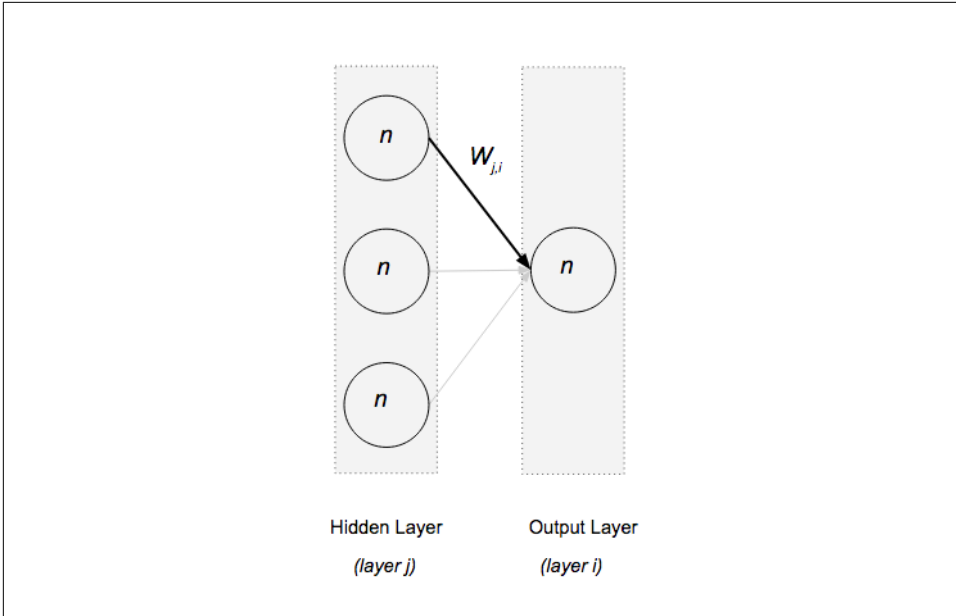 n
W j,i
n
n
n
Hidden Layer
Output Layer
(layer j)
(layer i)